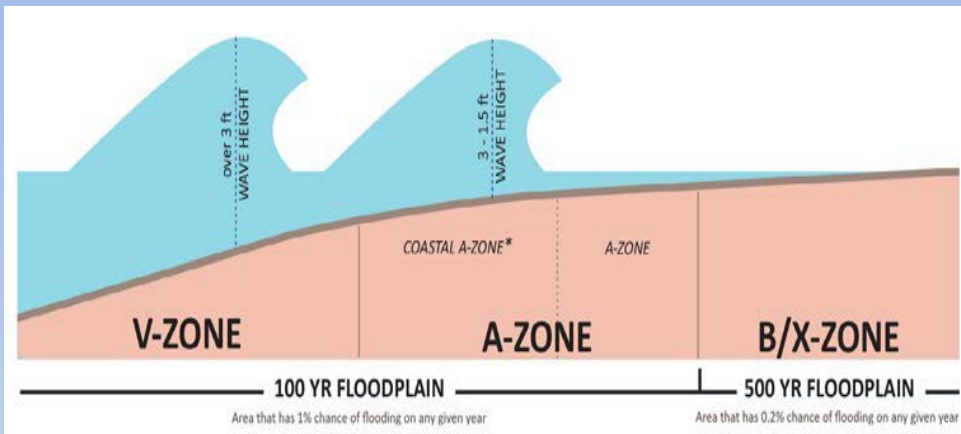 over 3 ft
WAVE HEIGHT
3 - 1.5 ft
WAVE HEIGHT
COASTAL A-ZONE*
A-ZONE
V-ZONE
A-ZONE
B/X-ZONE
100 YR FLOODPLAIN
500 YR FLOODPLAIN
Area that has 1% chance of flooding on any given year
Area that has 0.2% chance of flooding on any given year